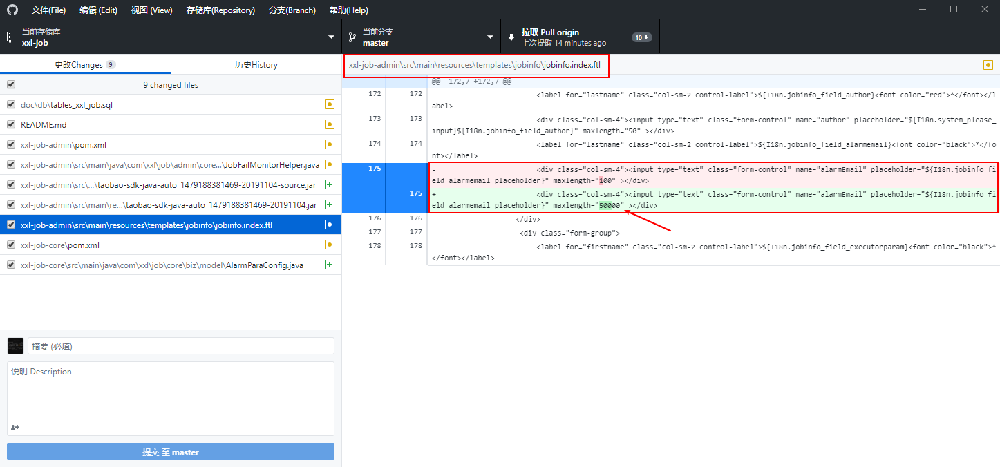 文件(File) 编辑 (Edit) 视图 (View) 存储库(Repository) 分支(Branch) 帮助(Help)
当前存储库
xxl-job
当前分支
master
拉取 Pull origin
上次提取 14 minutes ago
10
更改Changes 9
历史History
9 changed files
doc\db\tables_xxl_job.sql
README.md
xxl-job-admin\pom.xml
xxl-job-admin\src\main\java\com\xxl\job\admin\core...\JobFailMonitorHelper.java
xxl-job-admin\src\...\taobao-sdk-java-auto_1479188381469-20191104-source.jar
xxl-job-admin\src\main\re...\taobao-sdk-java-auto_1479188381469-20191104.jar
xxl-job-admin\src\main\resources\templates\jobinfo\jobinfo.index.ftl
xxl-job-core\pom.xml
xxl-job-core\src\main\java\com\xxl\job\core\biz\model\AlarmParaConfig.java
摘要 (必填)
说明 Description
提交 至 master
xxl-job-admin\src\main\resources\templates\jobinfo\jobinfo.index.ftl
@@ -172,7 +172,7 @@
172 172 <label for="lastname" class="col-sm-2 control-label">${I18n.jobinfo_field_author}<font color="red">*</font></l
abel>
173 173 <div class="col-sm-4"><input type="text" class="form-control" name="author" placeholder="${I18n.system_please_
input}${I18n.jobinfo_field_author}" maxlength="50" ></div>
174 174 <label for="lastname" class="col-sm-2 control-label">${I18n.jobinfo_field_alarmemail}<font color="black">*</fo
nt></label>
175 - <div class="col-sm-4"><input type="text" class="form-control" name="alarmEmail" placeholder="${I18n.jobinfo_fi
eld_alarmemail_placeholder}" maxlength="100" ></div>
175 + <div class="col-sm-4"><input type="text" class="form-control" name="alarmEmail" placeholder="${I18n.jobinfo_fi
eld_alarmemail_placeholder}" maxlength="50000" ></div>
176 176 </div>
177 177 <div class="form-group">
178 178 <label for="firstname" class="col-sm-2 control-label">${I18n.jobinfo_field_executorparam}<font color="black">*
</font></label>